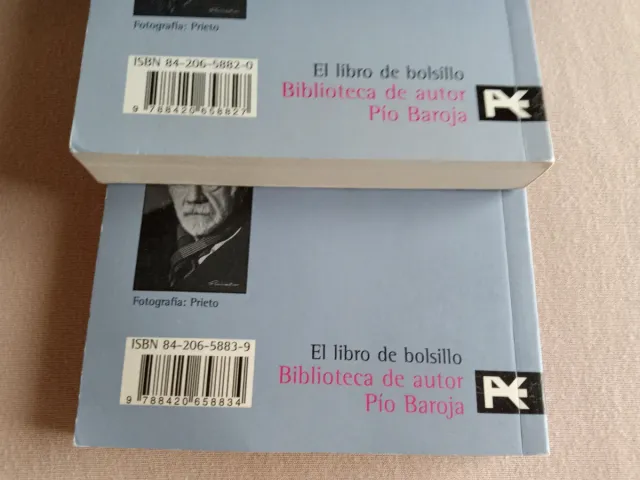 Fotografía: Prieto
ISBN 84-206-5882-0
9 788420 658827
El libro de bolsillo
Biblioteca de autor
Pío Baroja
Fotografía: Prieto
ISBN 84-206-5883-9
9 788420 658834
El libro de bolsillo
Biblioteca de autor
Pío Baroja